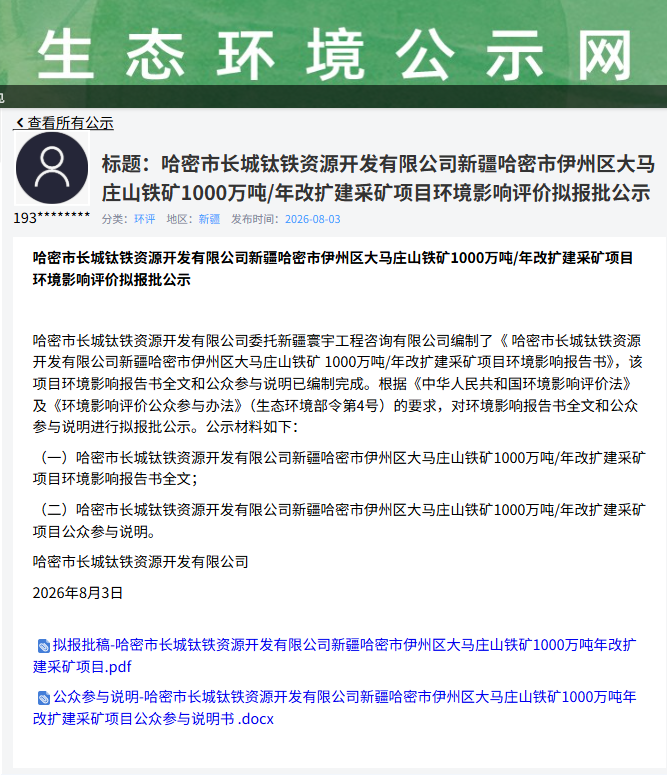 生态环境公示网
查看所有公示
标题：哈密市长城钛铁资源开发有限公司新疆哈密市伊州区大马
庄山铁矿1000万吨/年改扩建采矿项目环境影响评价拟报批公示
193********
分类：环评 地区：新疆 发布时间：2026-08-03
哈密市长城钛铁资源开发有限公司新疆哈密市伊州区大马庄山铁矿1000万吨/年改扩建采矿项目
环境影响评价拟报批公示
哈密市长城钛铁资源开发有限公司委托新疆寰宇工程咨询有限公司编制了《 哈密市长城钛铁资源
开发有限公司新疆哈密市伊州区大马庄山铁矿 1000万吨/年改扩建采矿项目环境影响报告书》，该
项目环境影响报告书全文和公众参与说明已编制完成。根据《中华人民共和国环境影响评价法》
及《环境影响评价公众参与办法》（生态环境部令第4号）的要求，对环境影响报告书全文和公众
参与说明进行拟报批公示。公示材料如下：
（一）哈密市长城钛铁资源开发有限公司新疆哈密市伊州区大马庄山铁矿1000万吨/年改扩建采矿
项目环境影响报告书全文；
（二）哈密市长城钛铁资源开发有限公司新疆哈密市伊州区大马庄山铁矿1000万吨/年改扩建采矿
项目公众参与说明。
哈密市长城钛铁资源开发有限公司
2026年8月3日
拟报批稿-哈密市长城钛铁资源开发有限公司新疆哈密市伊州区大马庄山铁矿1000万吨年改扩
建采矿项目.pdf
公众参与说明-哈密市长城钛铁资源开发有限公司新疆哈密市伊州区大马庄山铁矿1000万吨年
改扩建采矿项目公众参与说明书 .docx